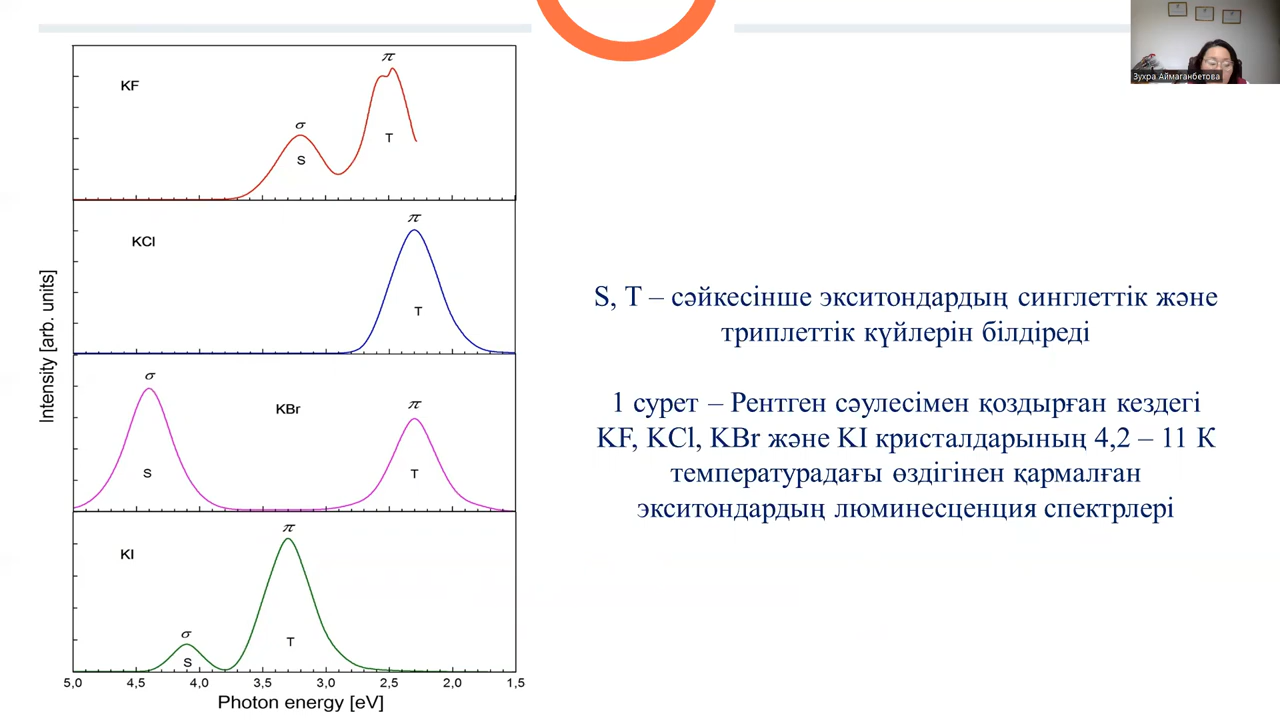 Зухра Аймаганбетова
KF
σ
S
π
T
KCl
π
T
σ
S
KBr
π
T
KI
σ
S
π
T
Intensity [arb. units]
5,0 4,5 4,0 3,5 3,0 2,5 2,0 1,5
Photon energy [eV]
S, T – сәйкесінше экситондардың синглеттік және
триплеттік күйлерін білдіреді
1 сурет – Рентген сәулесімен қоздырған кездегі
KF, KCl, KBr және KI кристалдарының 4,2 – 11 К
температурадағы өздігінен қармалған
экситондардың люминесценция спектрлері